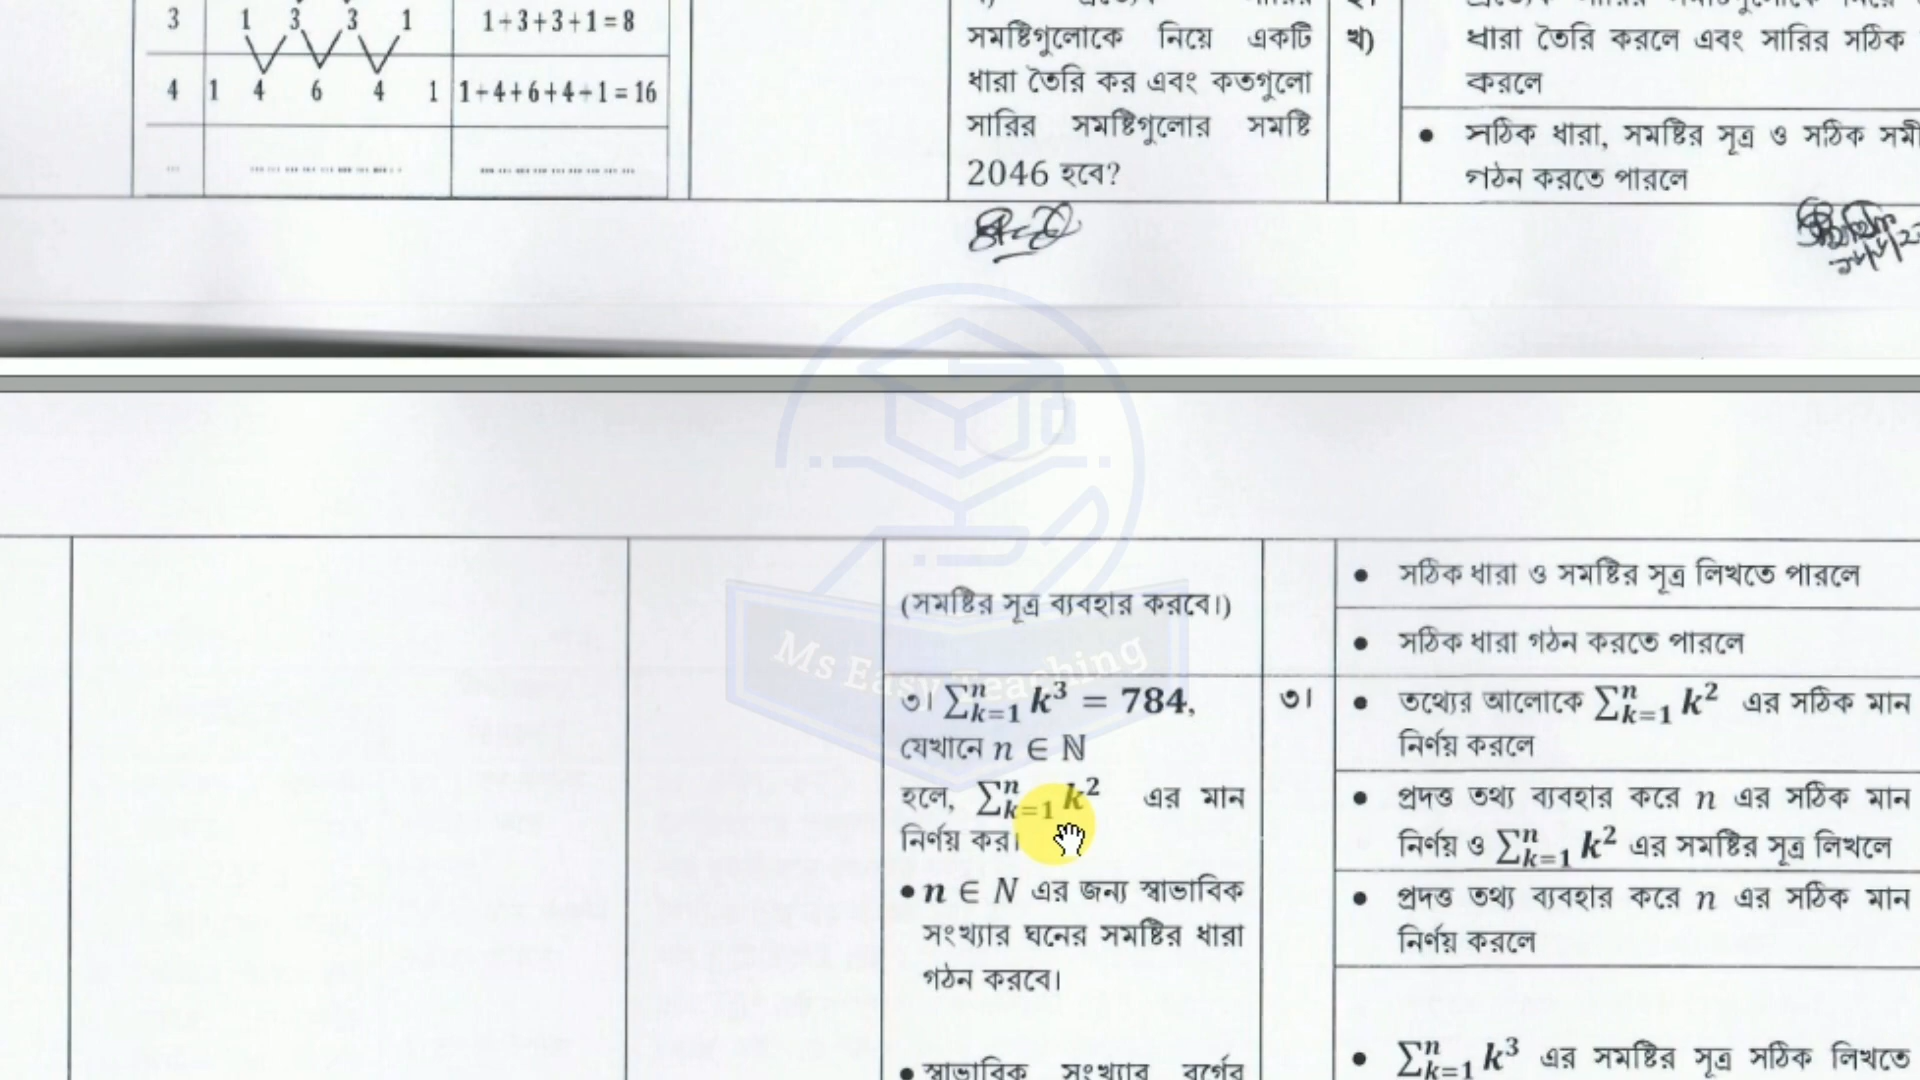 3 1 3 3 1 1+3+3+1=8
4 1 4 6 4 1 1+4+6+4+1=16
... ... ...
সমষ্টিগুলোকে নিয়ে একটি
ধারা তৈরি কর এবং কতগুলো
সারির সমষ্টিগুলোর সমষ্টি
2046 হবে?
খ)
ধারা তৈরি করলে এবং সারির সঠিক
করলে
• সঠিক ধারা, সমষ্টির সূত্র ও সঠিক সমী
গঠন করতে পারলে
(সমষ্টির সূত্র ব্যবহার করবে।)
• সঠিক ধারা ও সমষ্টির সূত্র লিখতে পারলে
• সঠিক ধারা গঠন করতে পারলে
Ms Easy Teaching
৩। ∑ⁿₖ₌₁ k³ = 784,
যেখানে n ∈ ℕ
হলে, ∑ⁿₖ₌₁ k² এর মান
নির্ণয় কর।
• n ∈ N এর জন্য স্বাভাবিক
সংখ্যার ঘনের সমষ্টির ধারা
গঠন করবে।
• স্বাভাবিক সংখ্যার বর্গের
৩।
• তথ্যের আলোকে ∑ⁿₖ₌₁ k² এর সঠিক মান
নির্ণয় করলে
• প্রদত্ত তথ্য ব্যবহার করে n এর সঠিক মান
নির্ণয় ও ∑ⁿₖ₌₁ k² এর সমষ্টির সূত্র লিখলে
• প্রদত্ত তথ্য ব্যবহার করে n এর সঠিক মান
নির্ণয় করলে
• ∑ⁿₖ₌₁ k³ এর সমষ্টির সূত্র সঠিক লিখতে